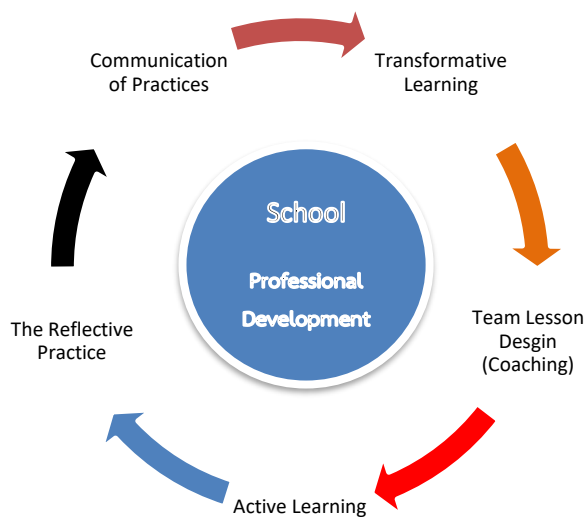 Communication
of Practices
Transformative
Learning
School
Professional
Development
The Reflective
Practice
Team Lesson
Desgin
(Coaching)
Active Learning